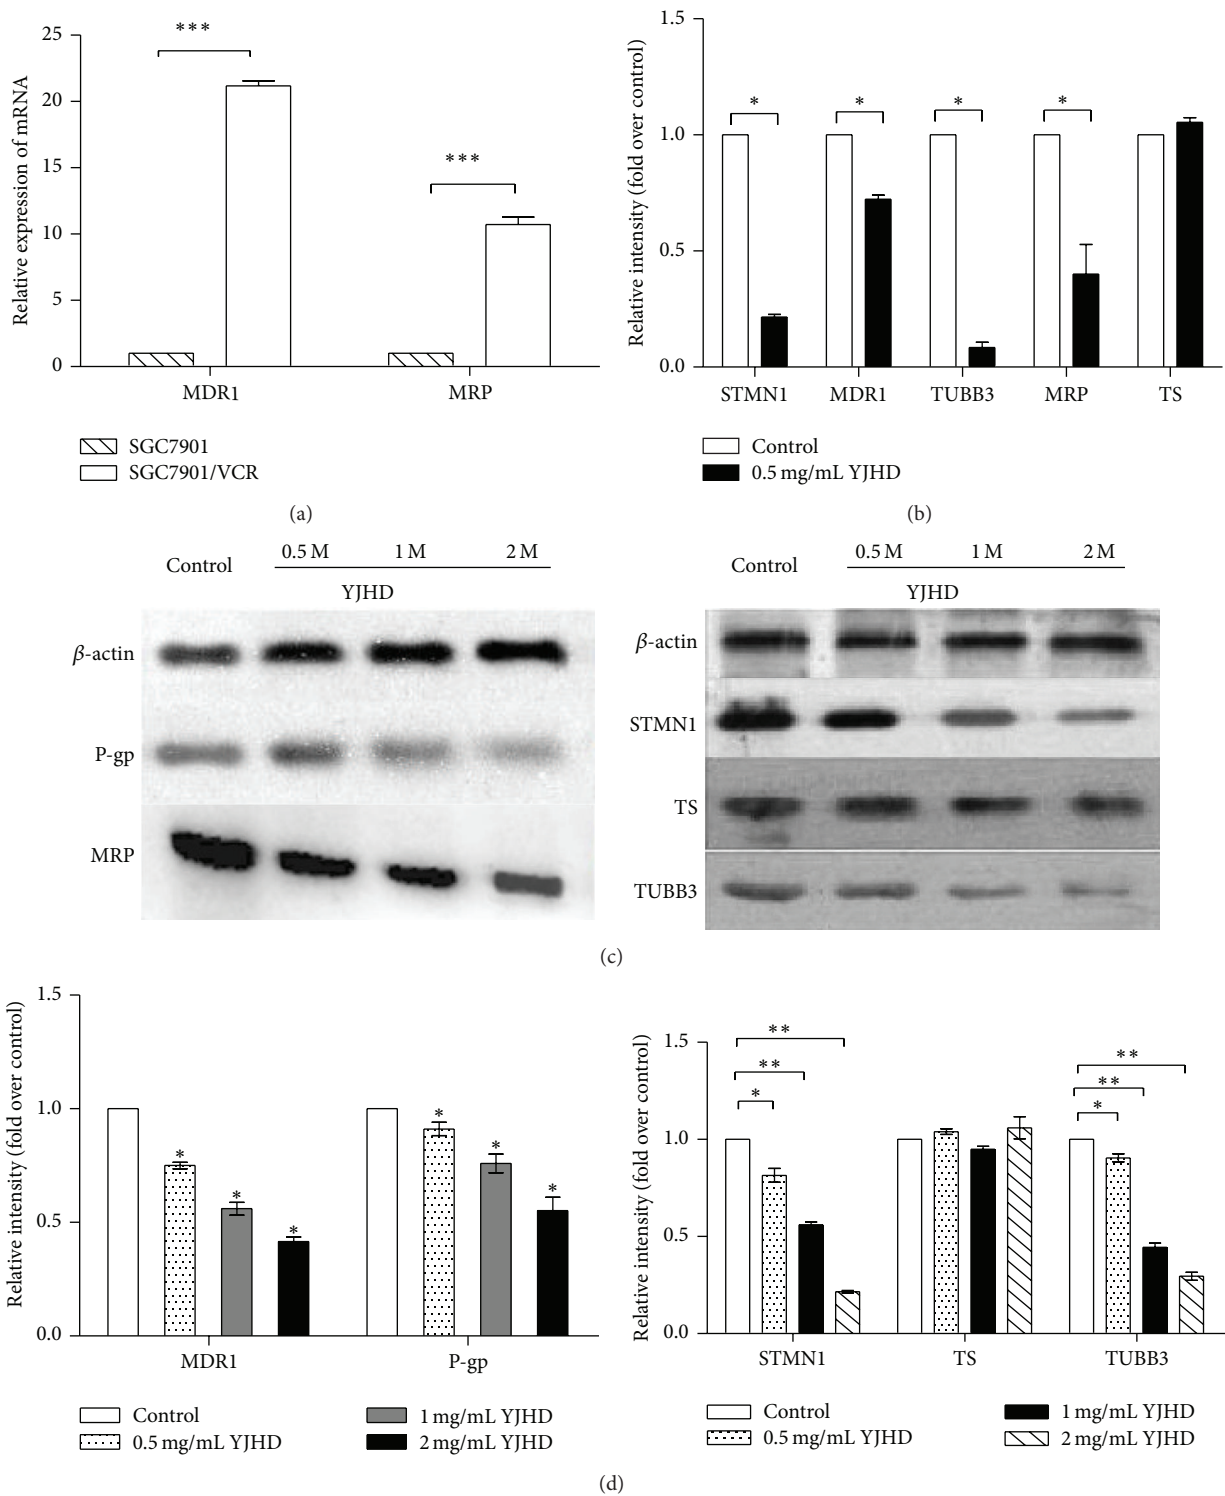 Relative expression of mRNA
25
20
15
10
5
0
***
***
MDR1
MRP
SGC7901
SGC7901/VCR
(a)
Relative intensity (fold over control)
1.5
1.0
0.5
0.0
*
*
*
*
STMN1
MDR1
TUBB3
MRP
TS
Control
0.5 mg/mL YJHD
(b)
Control
0.5 M
1 M
2 M
YJHD
β-actin
P-gp
MRP
Control
0.5 M
1 M
2 M
YJHD
β-actin
STMN1
TS
TUBB3
(c)
Relative intensity (fold over control)
1.5
1.0
0.5
0.0
*
*
*
*
*
*
MDR1
P-gp
Control
0.5 mg/mL YJHD
1 mg/mL YJHD
2 mg/mL YJHD
Relative intensity (fold over control)
1.5
1.0
0.5
0.0
**
**
*
**
**
*
STMN1
TS
TUBB3
Control
0.5 mg/mL YJHD
1 mg/mL YJHD
2 mg/mL YJHD
(d)